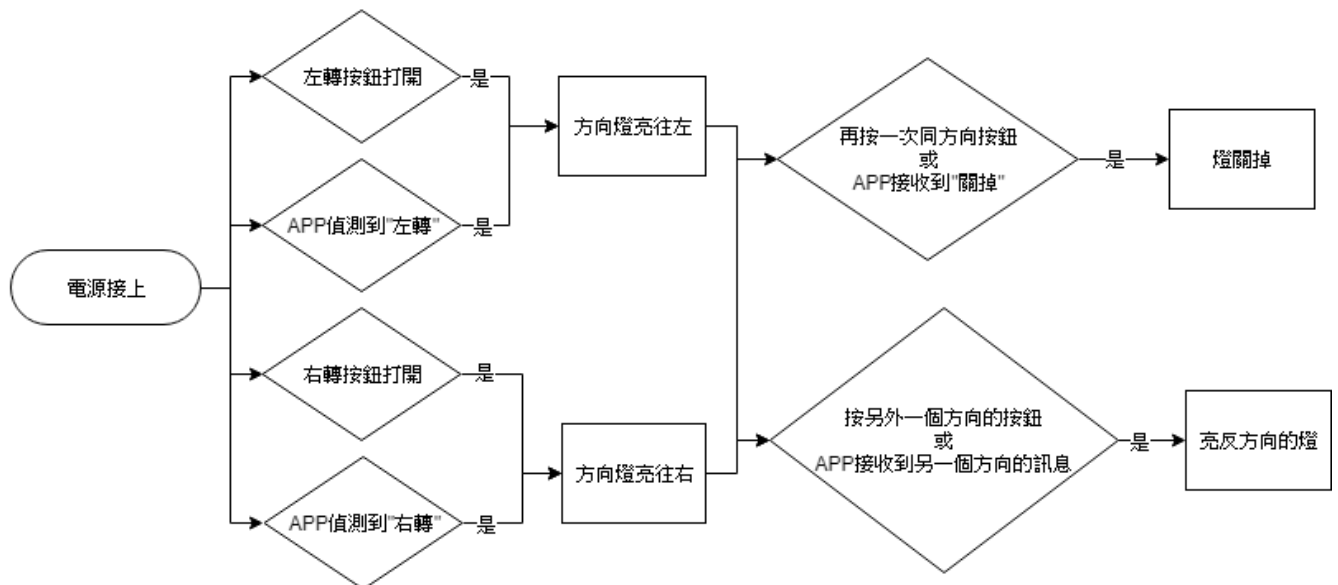 左轉按鈕打開
是
APP偵測到"左轉"
是
方向燈亮往左
電源接上
右轉按鈕打開
是
APP偵測到"右轉"
是
方向燈亮往右
再按一次同方向按鈕
或
APP接收到"關掉"
是
燈關掉
按另外一個方向的按鈕
或
APP接收到另一個方向的訊息
是
亮反方向的燈